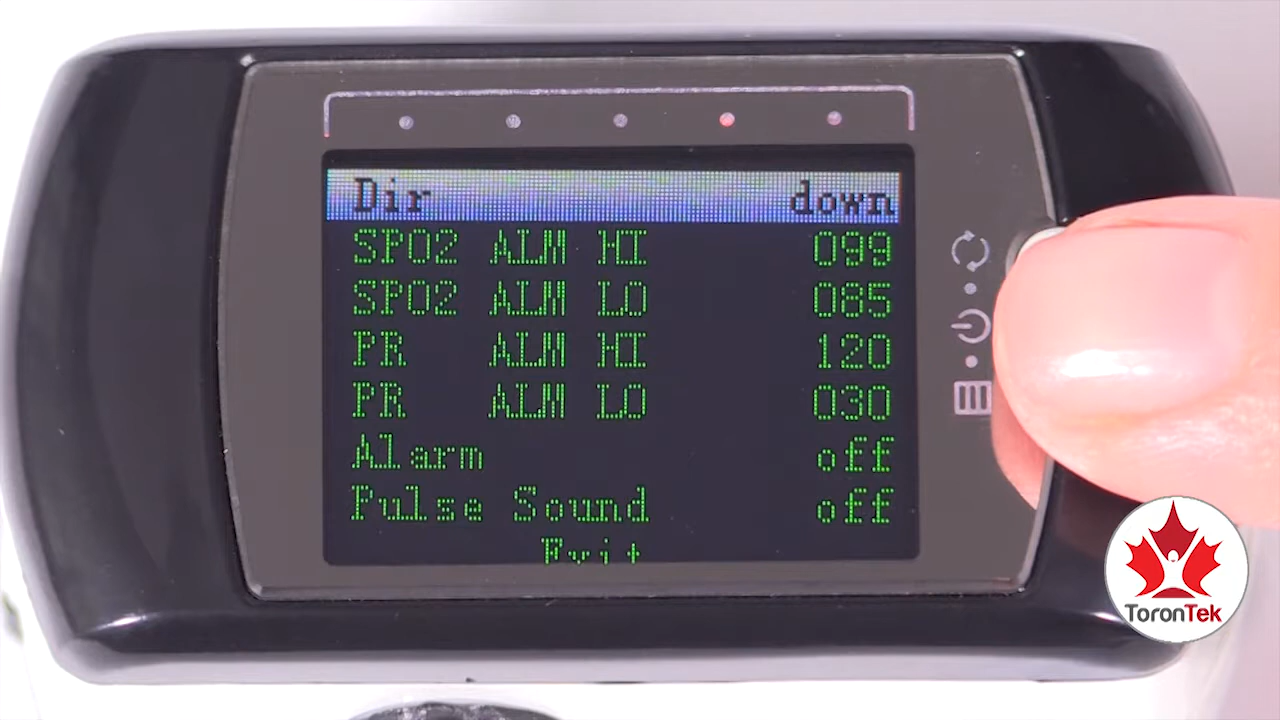 Dir down
SPO2 ALM HI 099
SPO2 ALM LO 085
PR ALM HI 120
PR ALM LO 030
Alarm off
Pulse Sound off
Exit
ToronTek